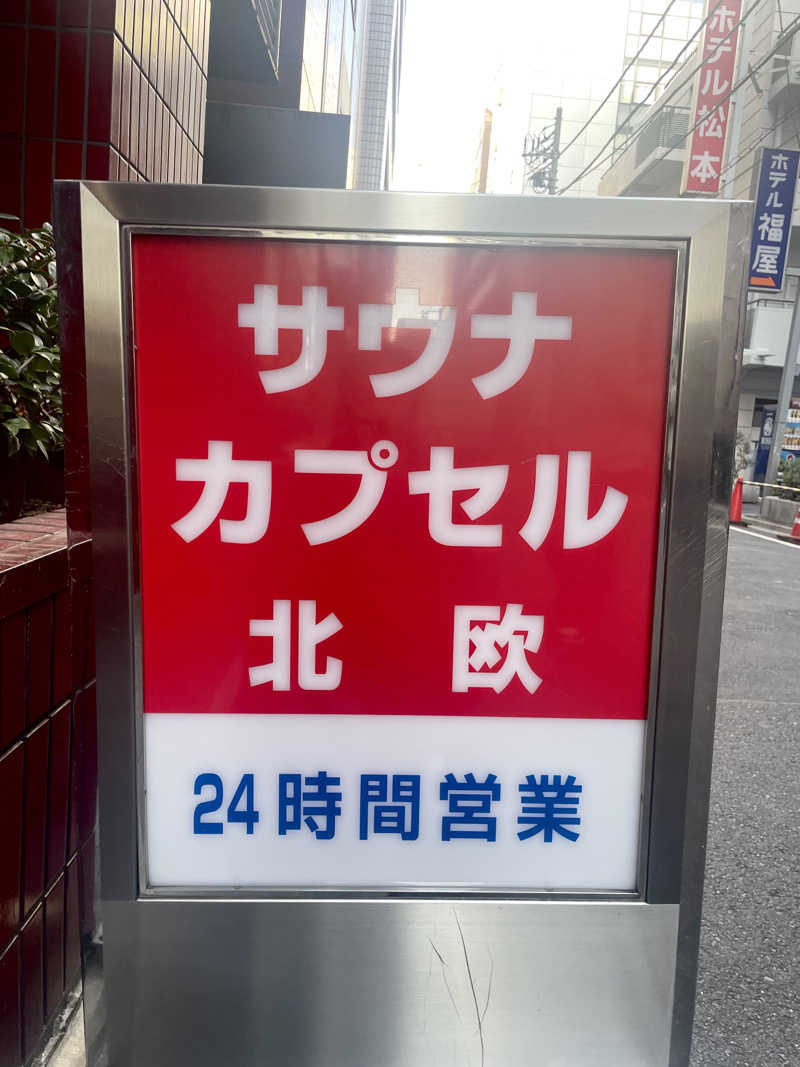 サウナ
カプセル
北欧
24時間営業
ホテル松本
ホテル福屋